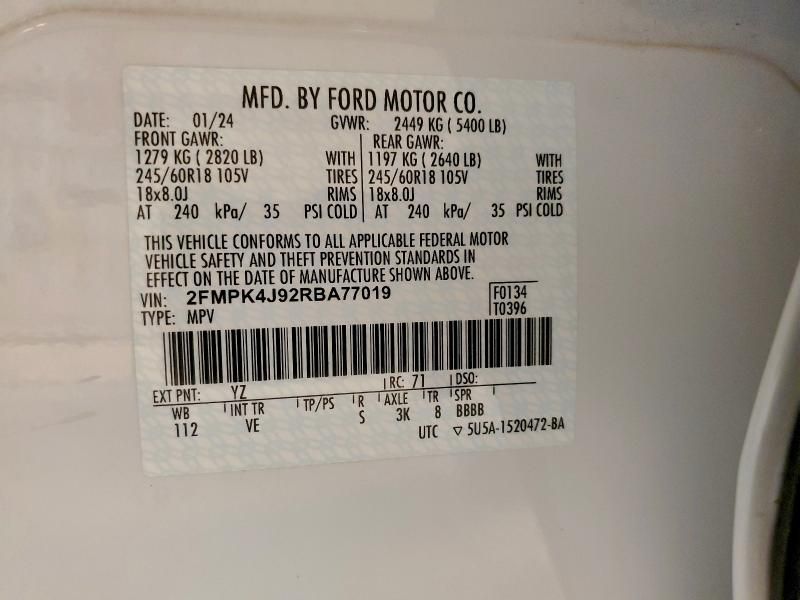 MFD. BY FORD MOTOR CO.
DATE: 01/24 GVWR: 2449 KG ( 5400 LB)
FRONT GAWR: REAR GAWR:
1279 KG ( 2820 LB) WITH 1197 KG ( 2640 LB) WITH
245/60R18 105V TIRES 245/60R18 105V TIRES
18x8.0J RIMS 18x8.0J RIMS
AT 240 kPa/ 35 PSI COLD AT 240 kPa/ 35 PSI COLD
THIS VEHICLE CONFORMS TO ALL APPLICABLE FEDERAL MOTOR
VEHICLE SAFETY AND THEFT PREVENTION STANDARDS IN
EFFECT ON THE DATE OF MANUFACTURE SHOWN ABOVE.
VIN: 2FMPK4J92RBA77019 F0134
TYPE: MPV T0396
EXT PNT: YZ RC: 71 DSO:
WB INT TR TP/PS R AXLE TR SPR
112 VE S 3K 8 BBBB
UTC ▽ 5U5A-1520472-BA